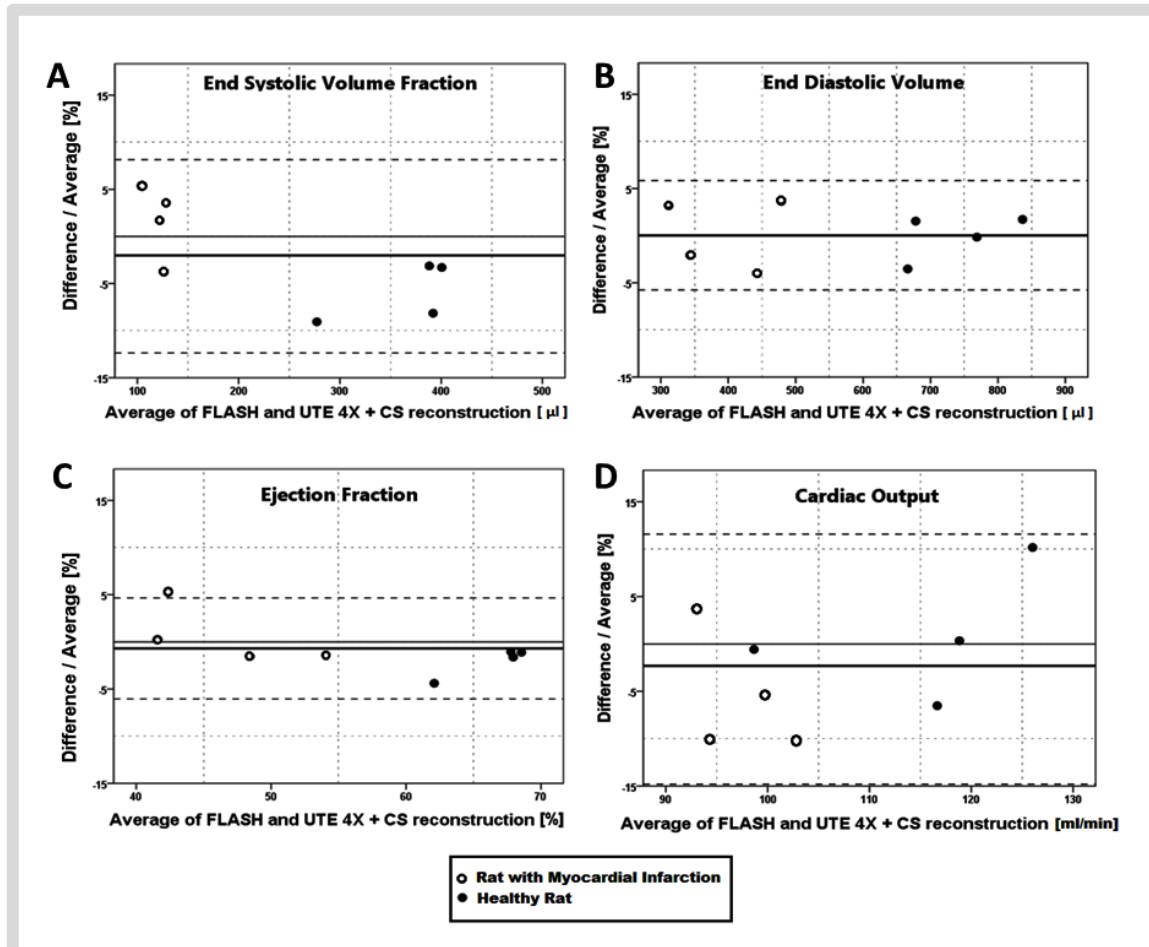 A
End Systolic Volume Fraction
Difference / Average [%]
15
5
-5
-15
100 200 300 400 500
Average of FLASH and UTE 4X + CS reconstruction [ µl ]
B
End Diastolic Volume
Difference / Average [%]
15
5
-5
-15
300 400 500 600 700 800 900
Average of FLASH and UTE 4X + CS reconstruction [ µl ]
C
Ejection Fraction
Difference / Average [%]
15
5
-5
-15
40 50 60 70
Average of FLASH and UTE 4X + CS reconstruction [%]
D
Cardiac Output
Difference / Average [%]
15
5
-5
-15
90 100 110 120 130
Average of FLASH and UTE 4X + CS reconstruction [ml/min]
Rat with Myocardial Infarction
Healthy Rat